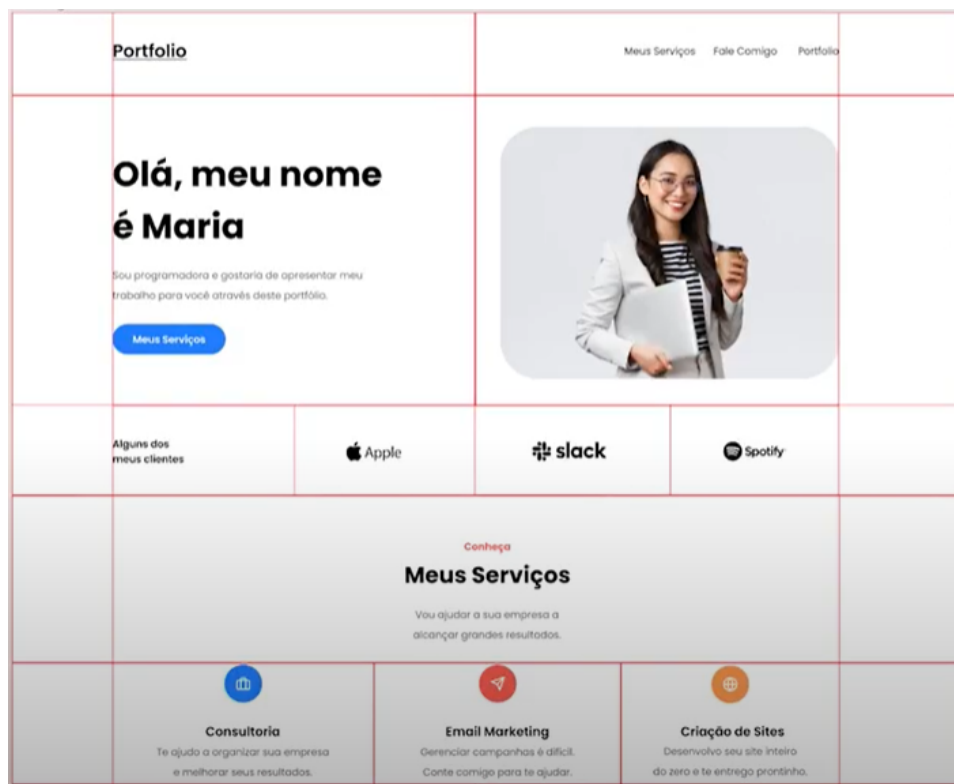 Portfolio
Meus Serviços Fale Comigo Portfolio
Olá, meu nome
é Maria
Sou programadora e gostaria de apresentar meu
trabalho para você através deste portfólio.
Meus Serviços
Alguns dos
meus clientes
Apple
slack
Spotify
Conheça
Meus Serviços
Vou ajudar a sua empresa a
alcançar grandes resultados.
Consultoria
Te ajudo a organizar sua empresa
e melhorar seus resultados.
Email Marketing
Gerenciar campanhas é difícil.
Conte comigo para te ajudar.
Criação de Sites
Desenvolvo seu site inteiro
do zero e te entrego prontinho.